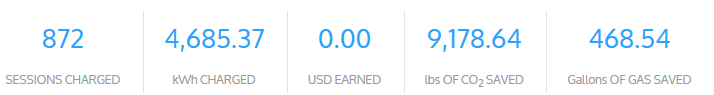 872 4,685.37 0.00 9,178.64 468.54
SESSIONS CHARGED kWh CHARGED USD EARNED lbs OF CO2 SAVED Gallons OF GAS SAVED